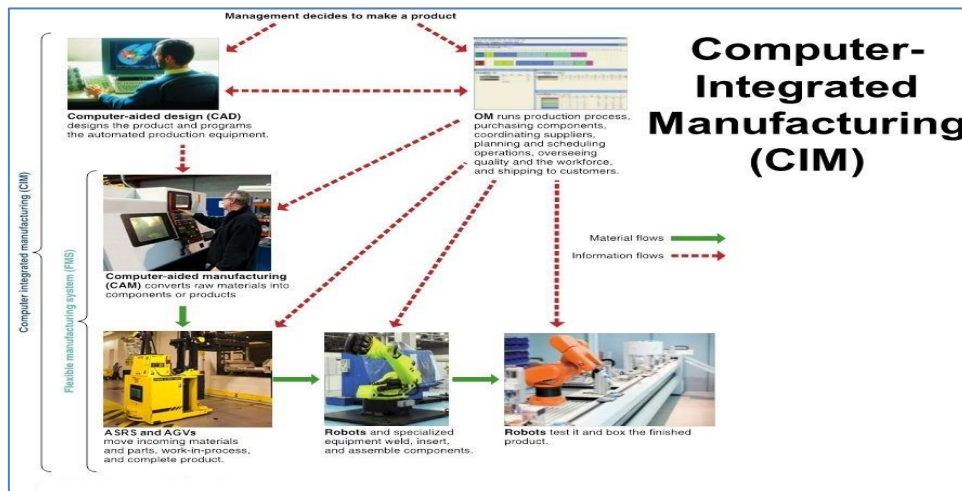 Management decides to make a product
Computer-
Integrated
Manufacturing
(CIM)
Computer-aided design (CAD)
designs the product and programs
the automated production equipment.
OM runs production process,
purchasing components,
coordinating suppliers,
planning and scheduling
operations, overseeing
quality and the workforce,
and shipping to customers.
Material flows
Information flows
Computer integrated manufacturing (CIM)
Flexible manufacturing system (FMS)
Computer-aided manufacturing
(CAM) converts raw materials into
components or products
ASRS and AGVs
move incoming materials
and parts, work-in-process,
and complete product.
Robots and specialized
equipment weld, insert,
and assemble components.
Robots test it and box the finished
product.